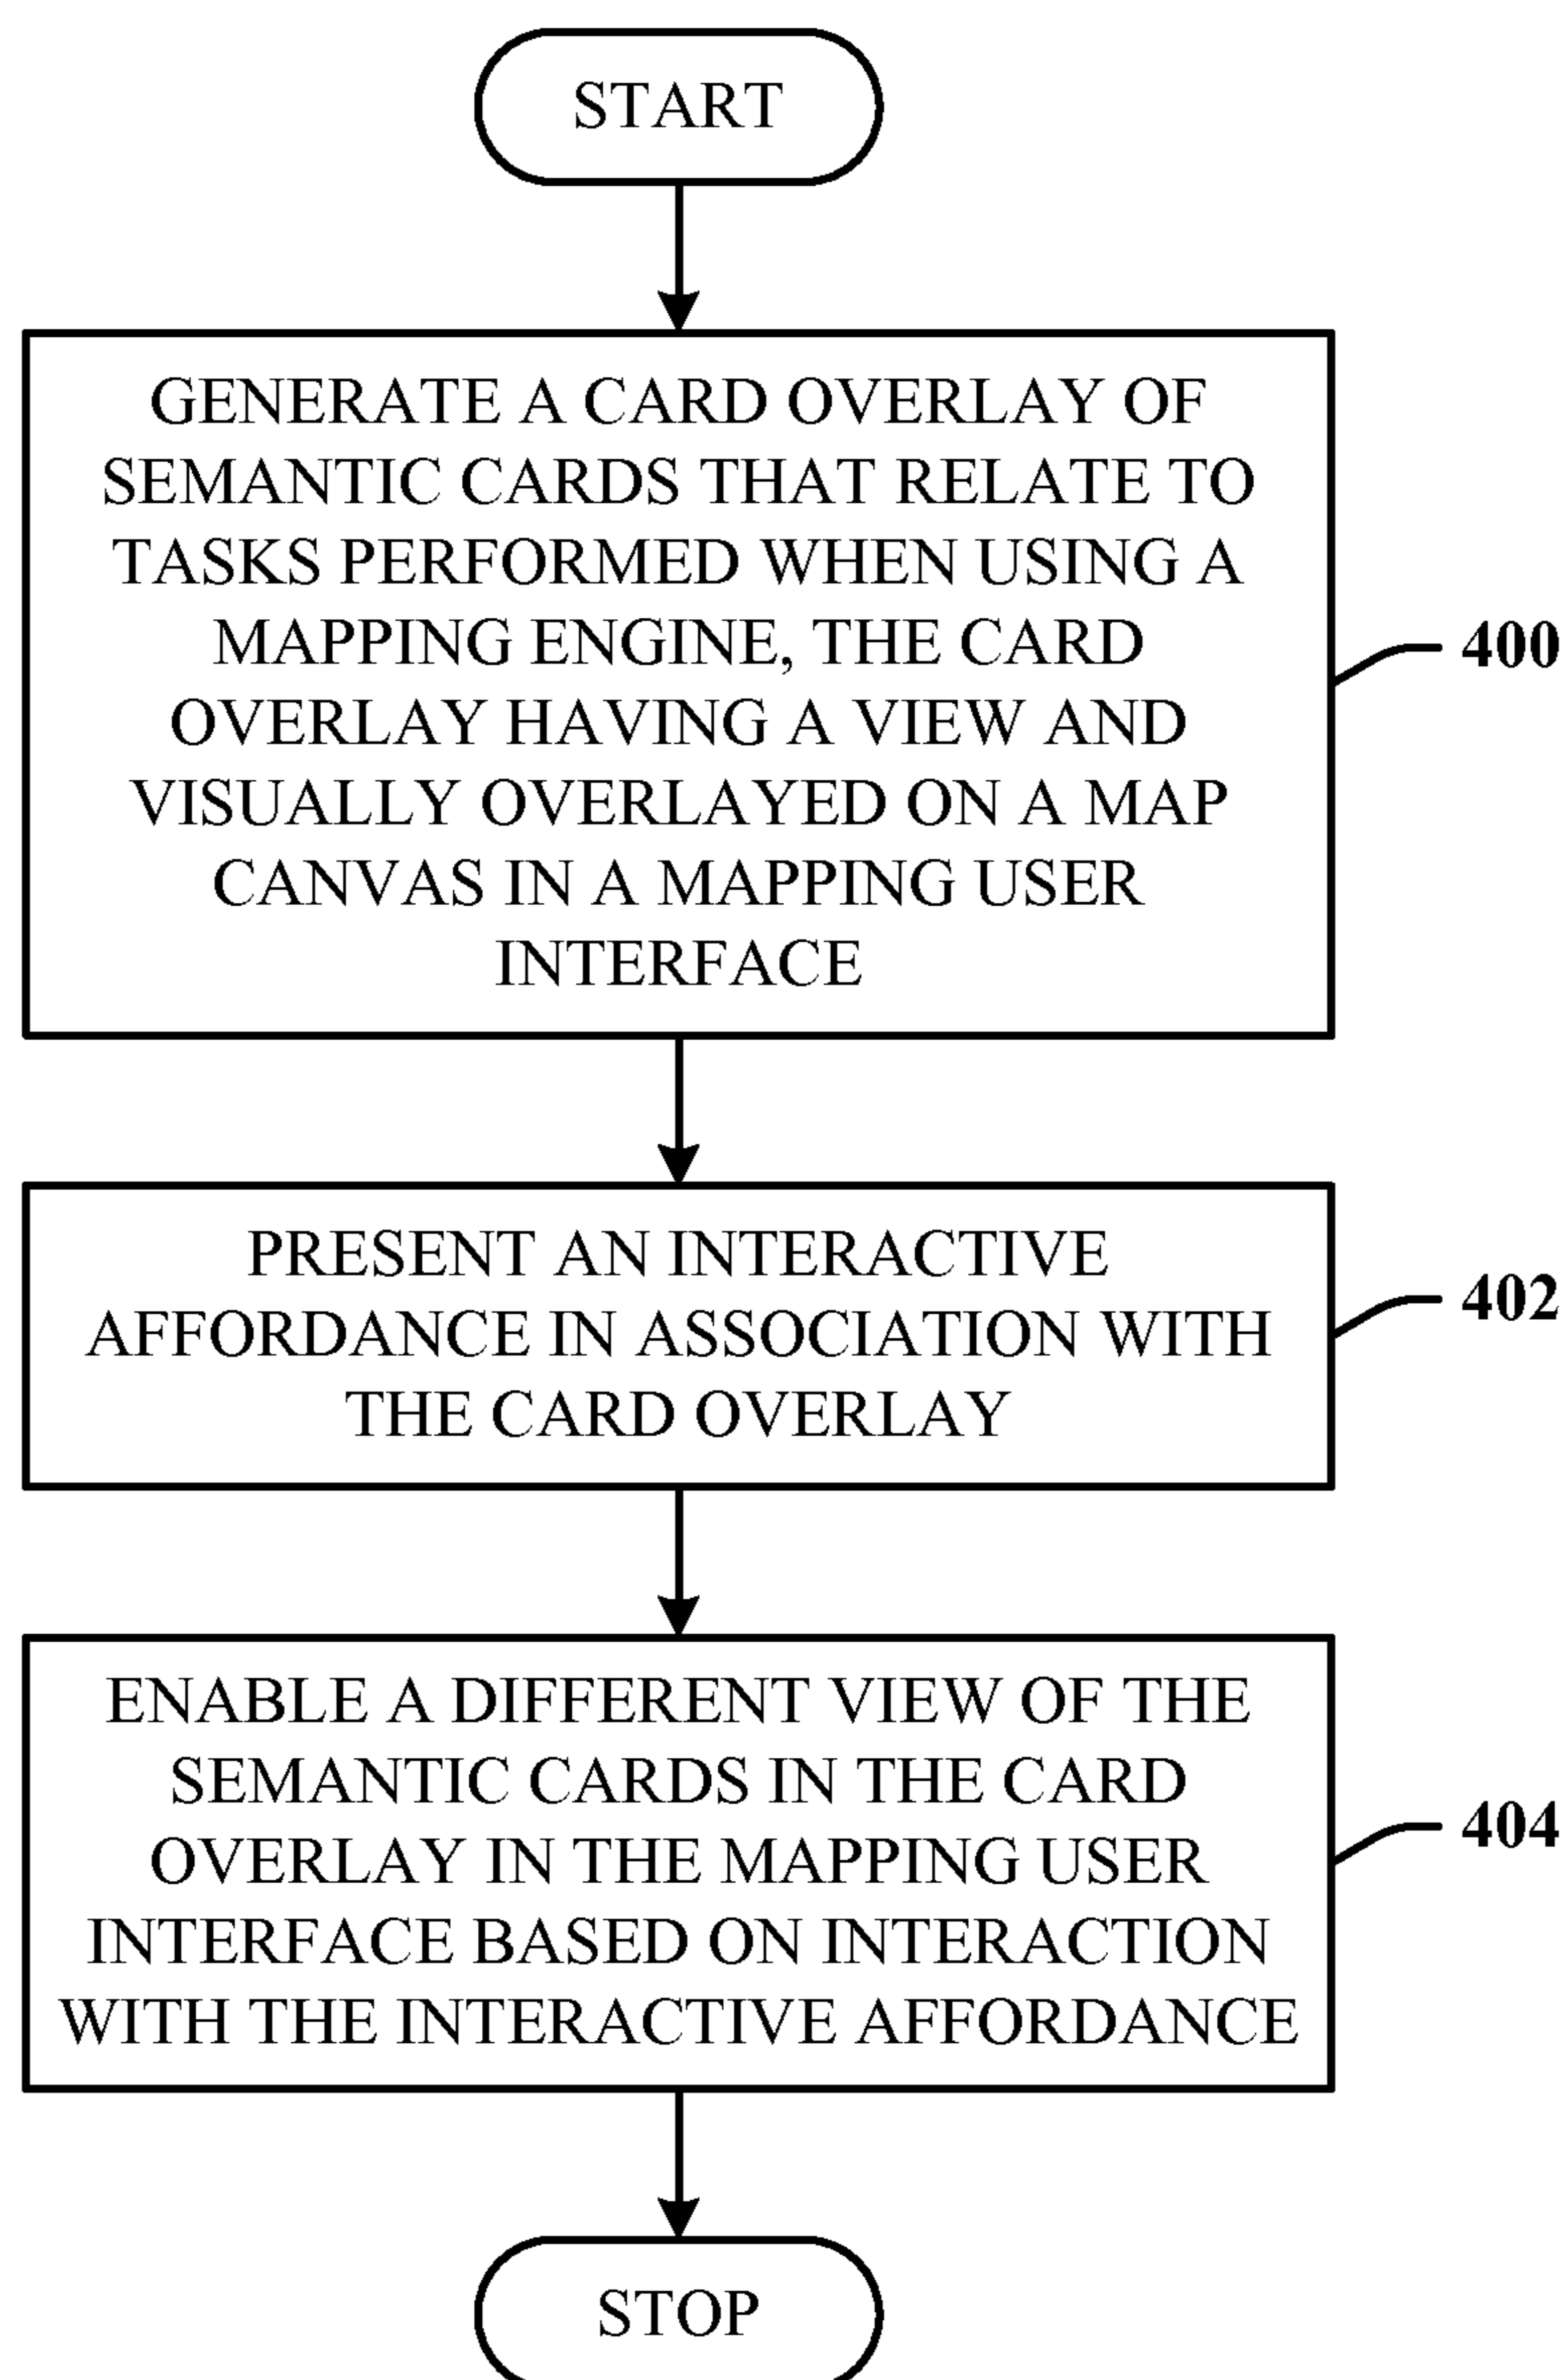 START
GENERATE A CARD OVERLAY OF
SEMANTIC CARDS THAT RELATE TO
TASKS PERFORMED WHEN USING A
MAPPING ENGINE, THE CARD
OVERLAY HAVING A VIEW AND
VISUALLY OVERLAYED ON A MAP
CANVAS IN A MAPPING USER
INTERFACE
400
PRESENT AN INTERACTIVE
AFFORDANCE IN ASSOCIATION WITH
THE CARD OVERLAY
402
ENABLE A DIFFERENT VIEW OF THE
SEMANTIC CARDS IN THE CARD
OVERLAY IN THE MAPPING USER
INTERFACE BASED ON INTERACTION
WITH THE INTERACTIVE AFFORDANCE
404
STOP